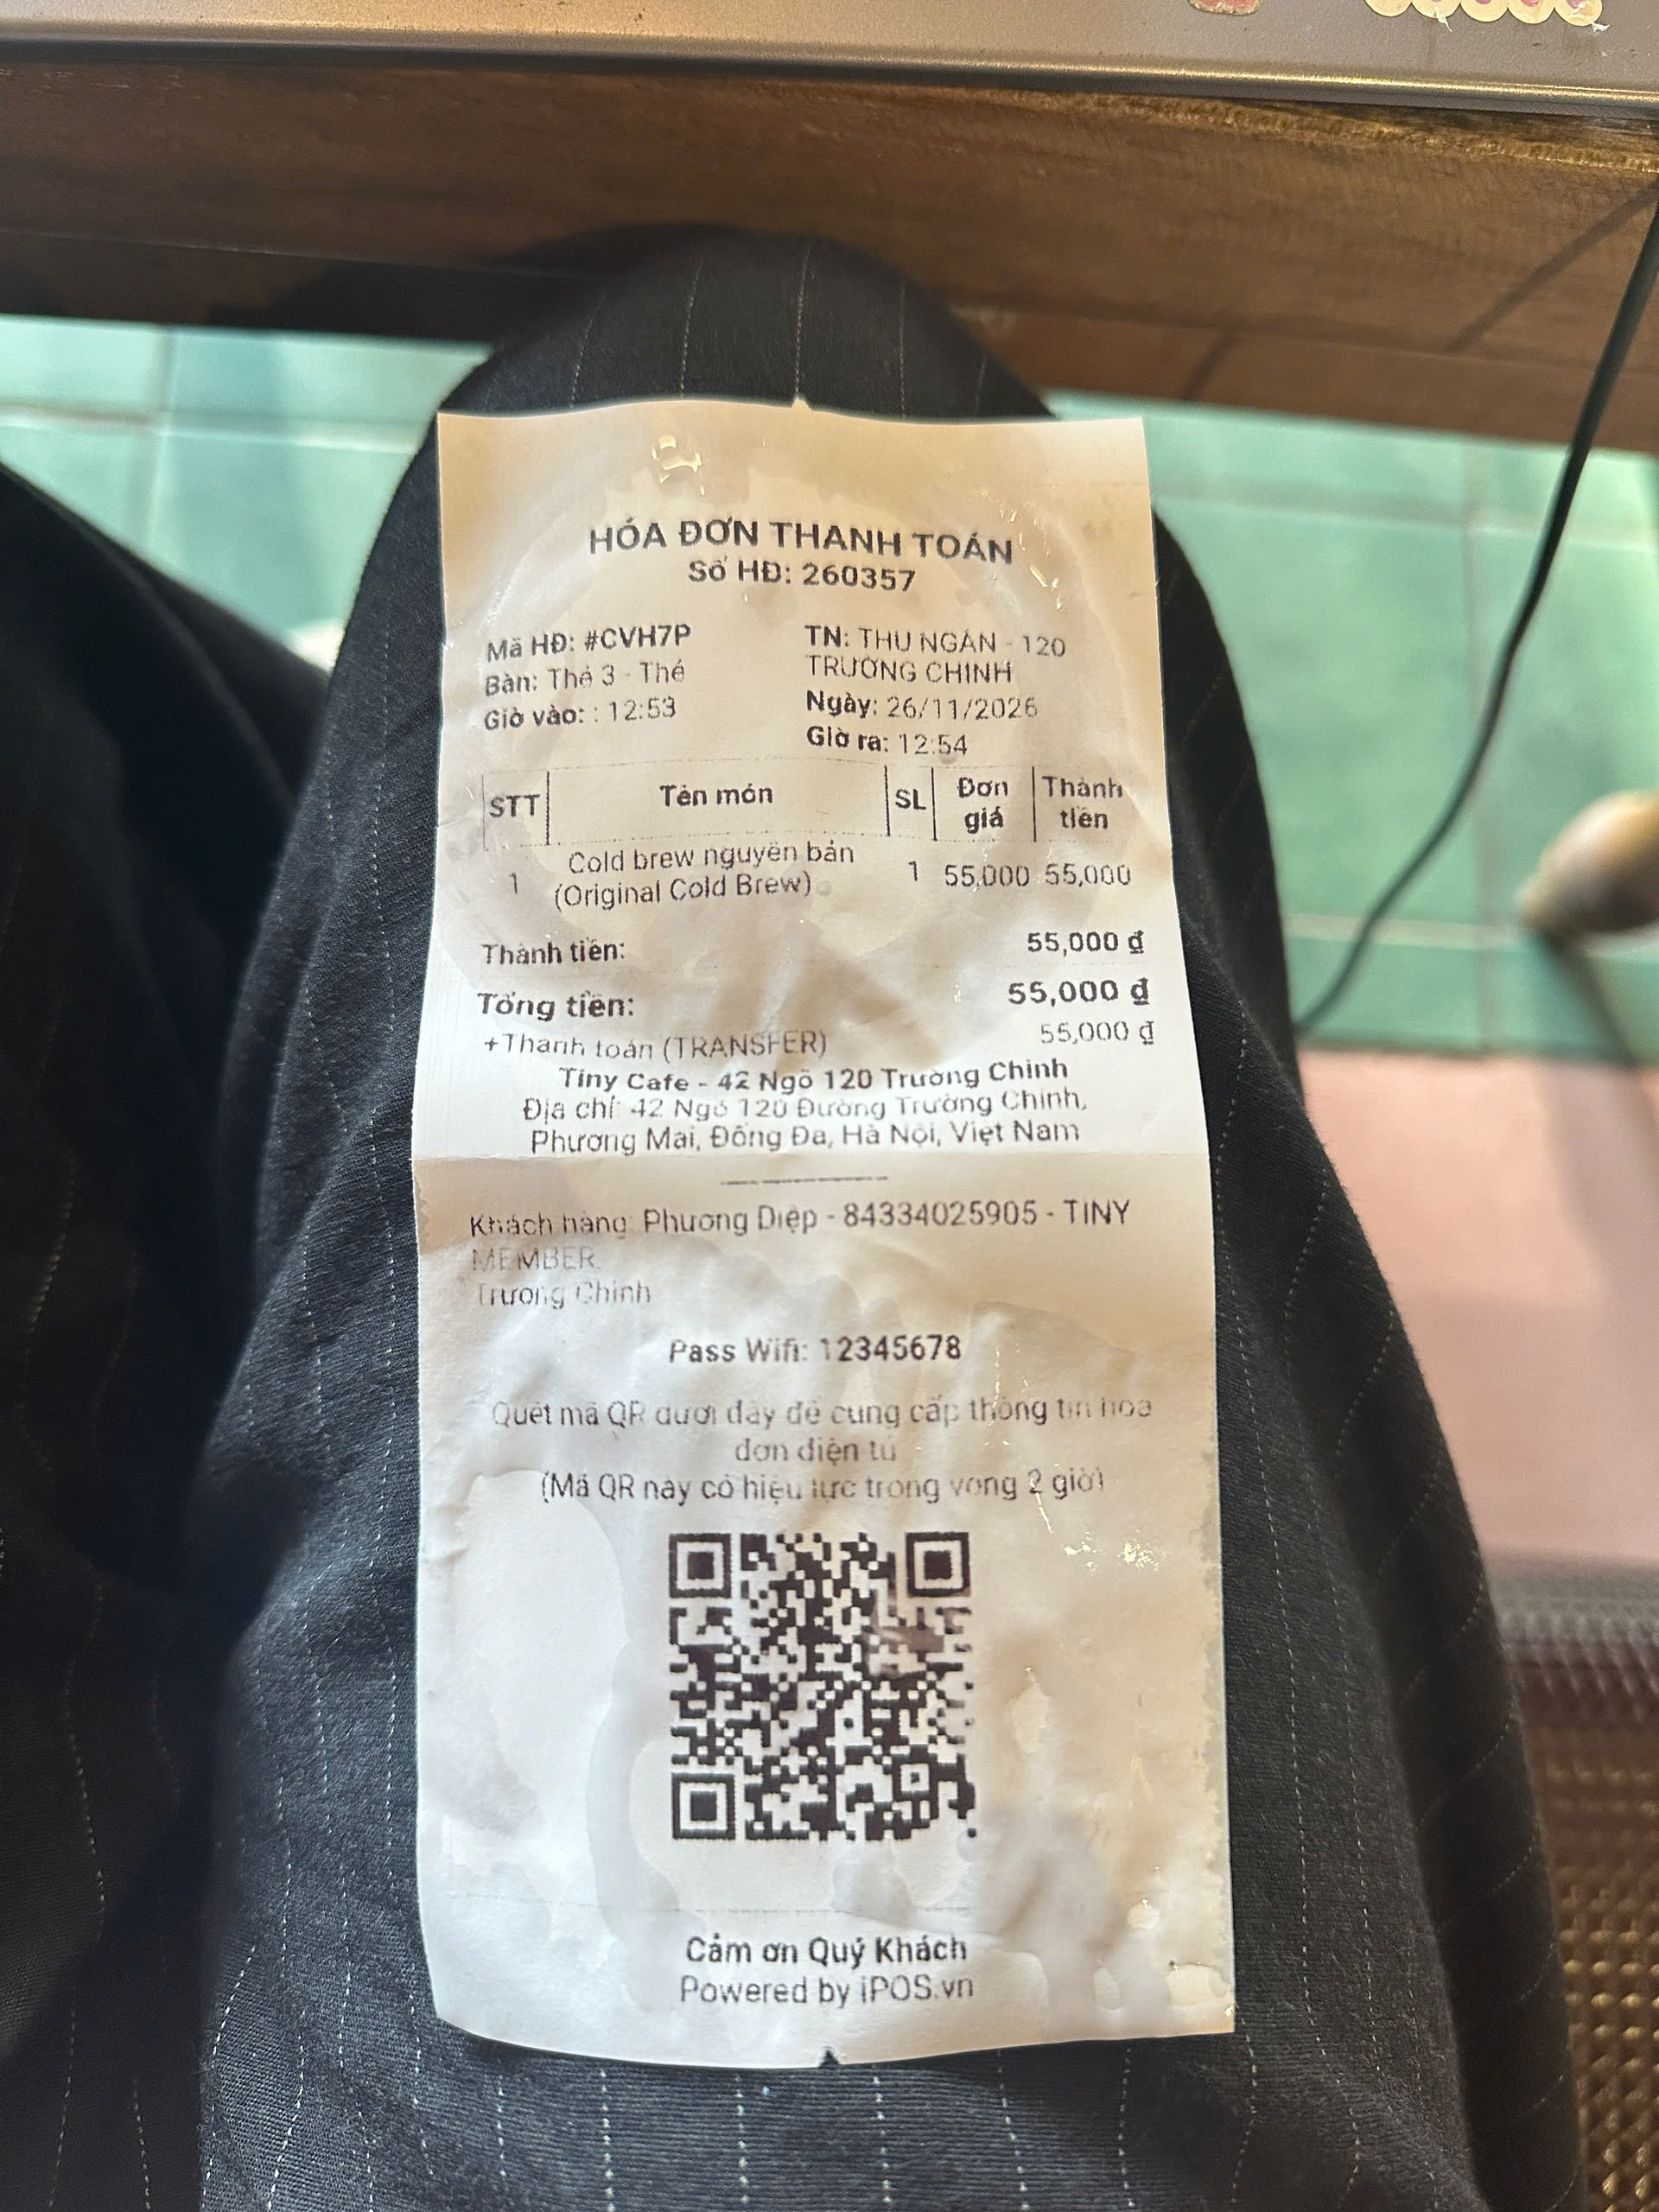 HÓA ĐƠN THANH TOÁN
Số HĐ: 260357
Mã HĐ: #CVH7P
Bàn: Thẻ 3 - Thẻ
Giờ vào: : 12:53
TN: THU NGÂN - 120
TRƯỜNG CHINH
Ngày: 26/11/2026
Giờ ra: 12:54
STT Tên món SL Đơn giá Thành tiền
1 Cold brew nguyên bản 1 55,000 55,000
(Original Cold Brew)
Thành tiền: 55,000 ₫
Tổng tiền: 55,000 ₫
+Thanh toán (TRANSFER) 55,000 ₫
Tiny Cafe - 42 Ngõ 120 Trường Chinh
Địa chỉ: 42 Ngõ 120 Đường Trường Chinh,
Phương Mai, Đống Đa, Hà Nội, Việt Nam
Khách hàng: Phương Diệp - 84334025905 - TINY
MEMBER
Trường Chinh
Pass Wifi: 12345678
Quét mã QR dưới đây để cung cấp thông tin hóa
đơn điện tử
(Mã QR này có hiệu lực trong vòng 2 giờ)
Cảm ơn Quý Khách
Powered by iPOS.vn